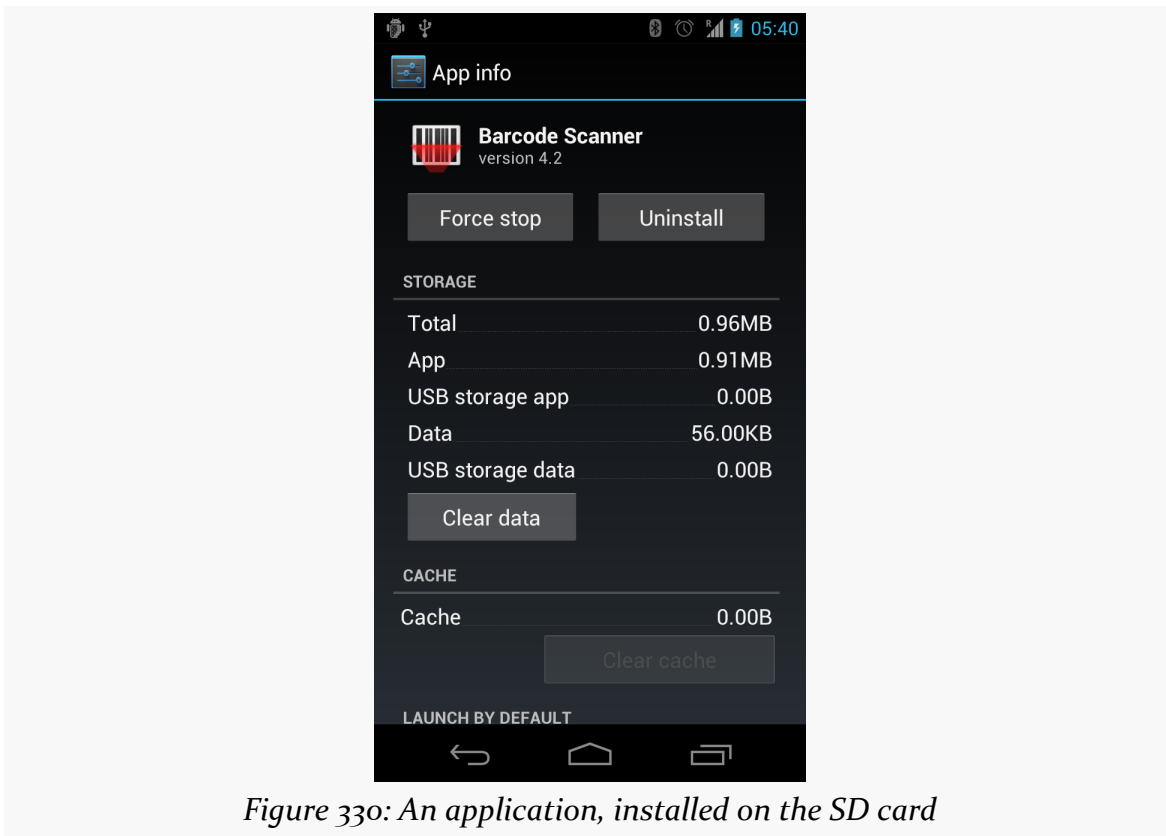 R 05:40
App info
Barcode Scanner
version 4.2
Force stop Uninstall
STORAGE
Total 0.96MB
App 0.91MB
USB storage app 0.00B
Data 56.00KB
USB storage data 0.00B
Clear data
CACHE
Cache 0.00B
Clear cache
LAUNCH BY DEFAULT
Figure 330: An application, installed on the SD card